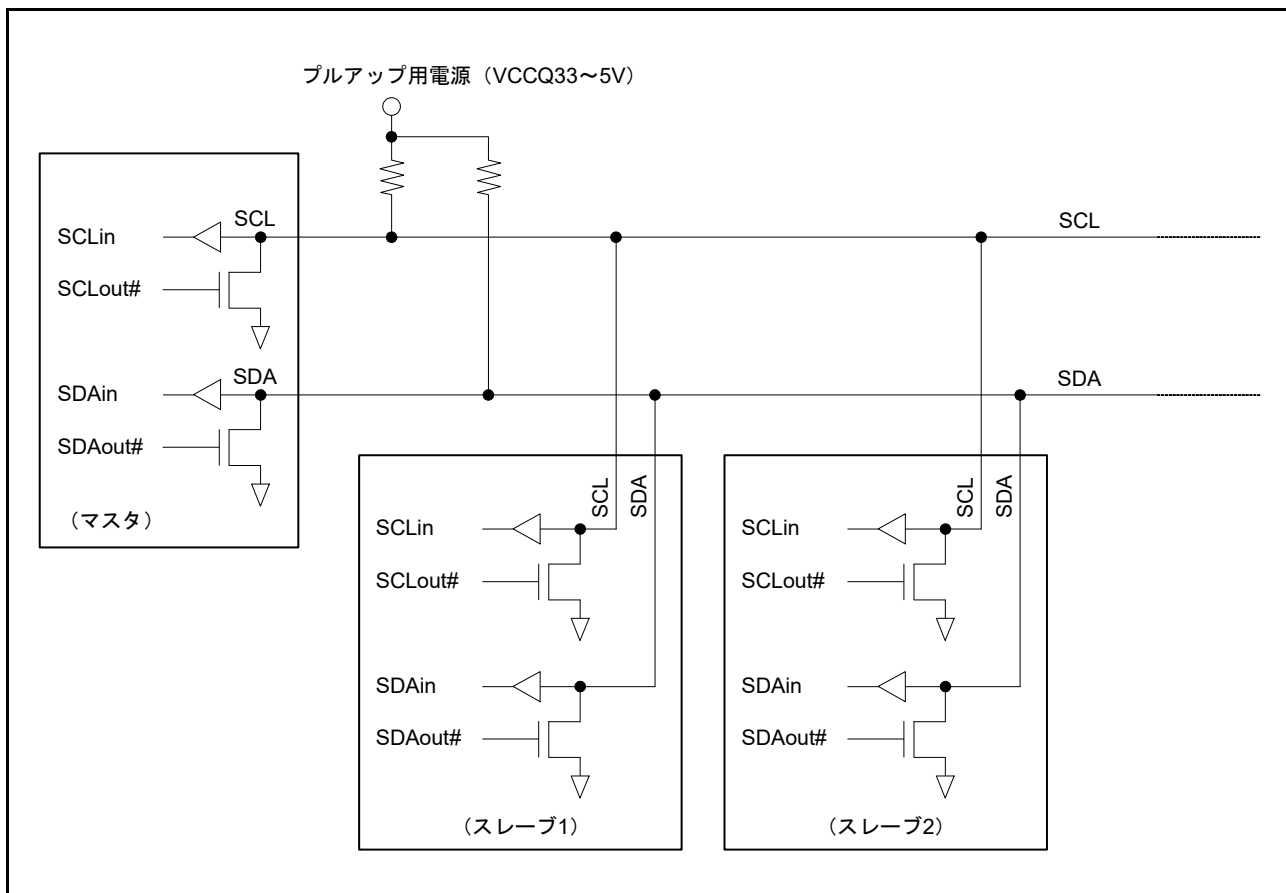 プルアップ用電源（VCCQ33～5V）
SCL
SCLin
SCLout#
SDA
SDAin
SDAout#
（マスタ）
SCL
SDA
SCL
SDA
SCLin
SCLout#
SDAin
SDAout#
（スレーブ1）
SCL
SDA
SCLin
SCLout#
SDAin
SDAout#
（スレーブ2）